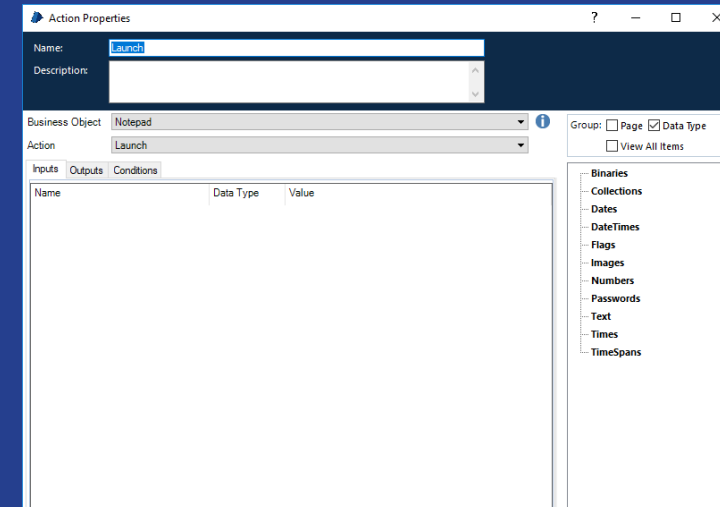 Action Properties
Name: Launch
Description:
Business Object Notepad
Action Launch
Inputs Outputs Conditions
Name Data Type Value
Group: Page Data Type
View All Items
Binaries
Collections
Dates
DateTimes
Flags
Images
Numbers
Passwords
Text
Times
TimeSpans